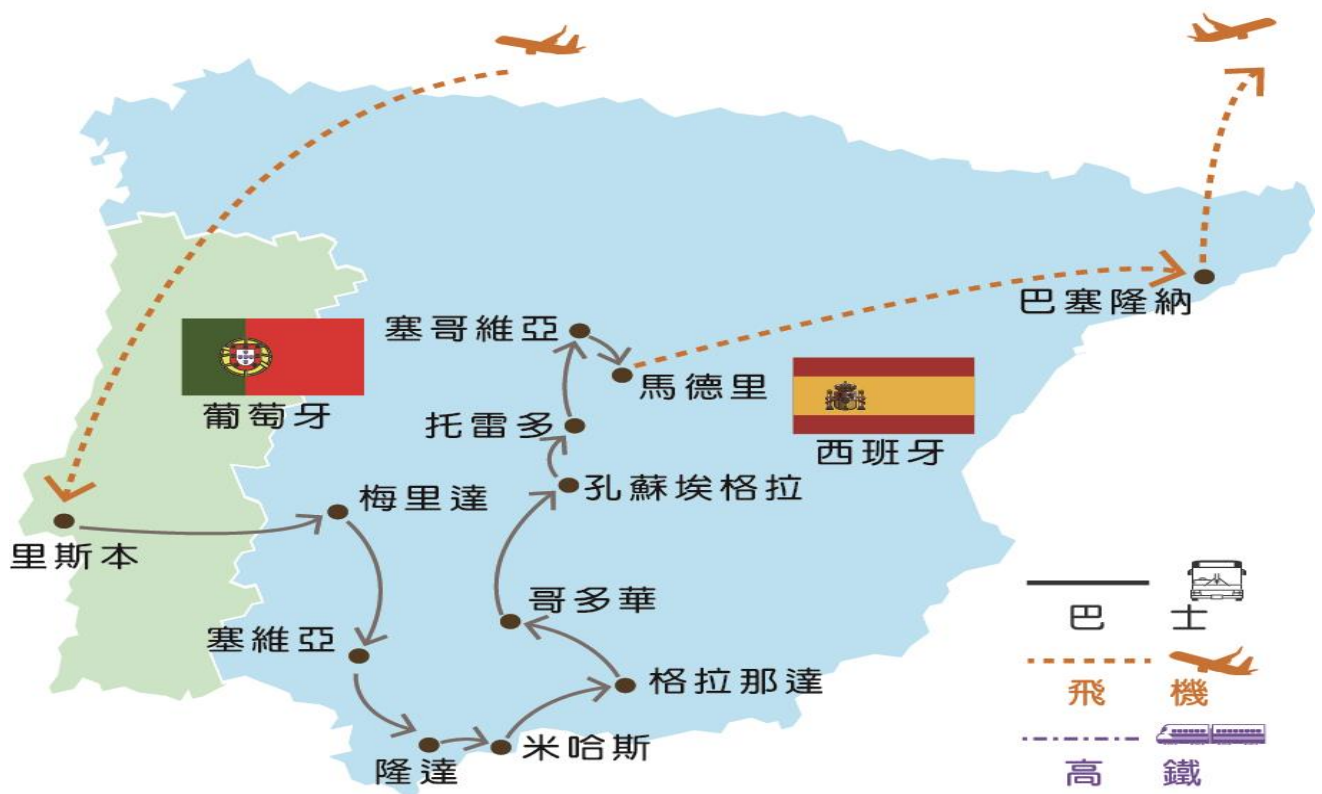 巴塞隆納
塞哥維亞
馬德里
葡萄牙
托雷多
西班牙
孔蘇埃格拉
梅里達
里斯本
哥多華
塞維亞
格拉那達
米哈斯
隆達
巴士
飛機
高鐵